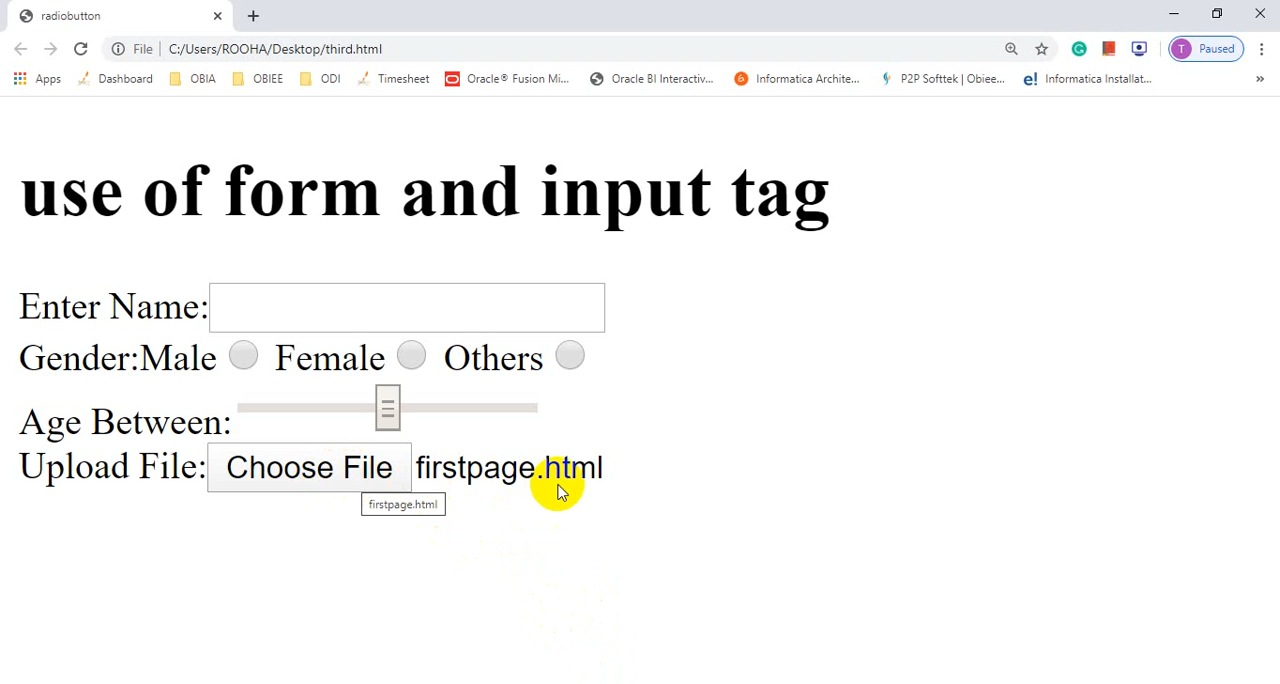 radiobutton
File C:/Users/ROOHA/Desktop/third.html T Paused
Apps Dashboard OBIA OBIEE ODI Timesheet Oracle® Fusion Mi... Oracle BI Interactiv... Informatica Archite... P2P Softtek | Obiee... e! Informatica Installat... »
use of form and input tag
Enter Name:
Gender:Male Female Others
Age Between:
Upload File: Choose File firstpage.html
firstpage.html